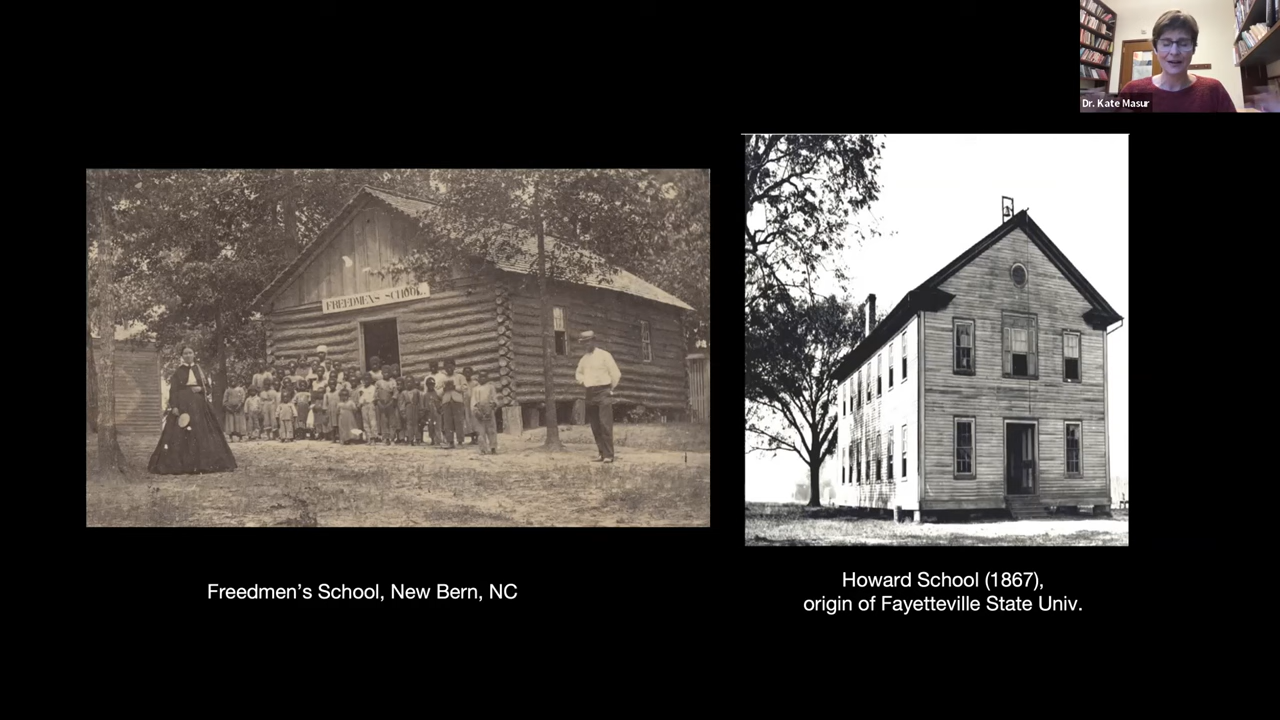 Dr. Kate Masur
FREEDMEN'S SCHOOL.
Freedmen’s School, New Bern, NC
Howard School (1867),
origin of Fayetteville State Univ.